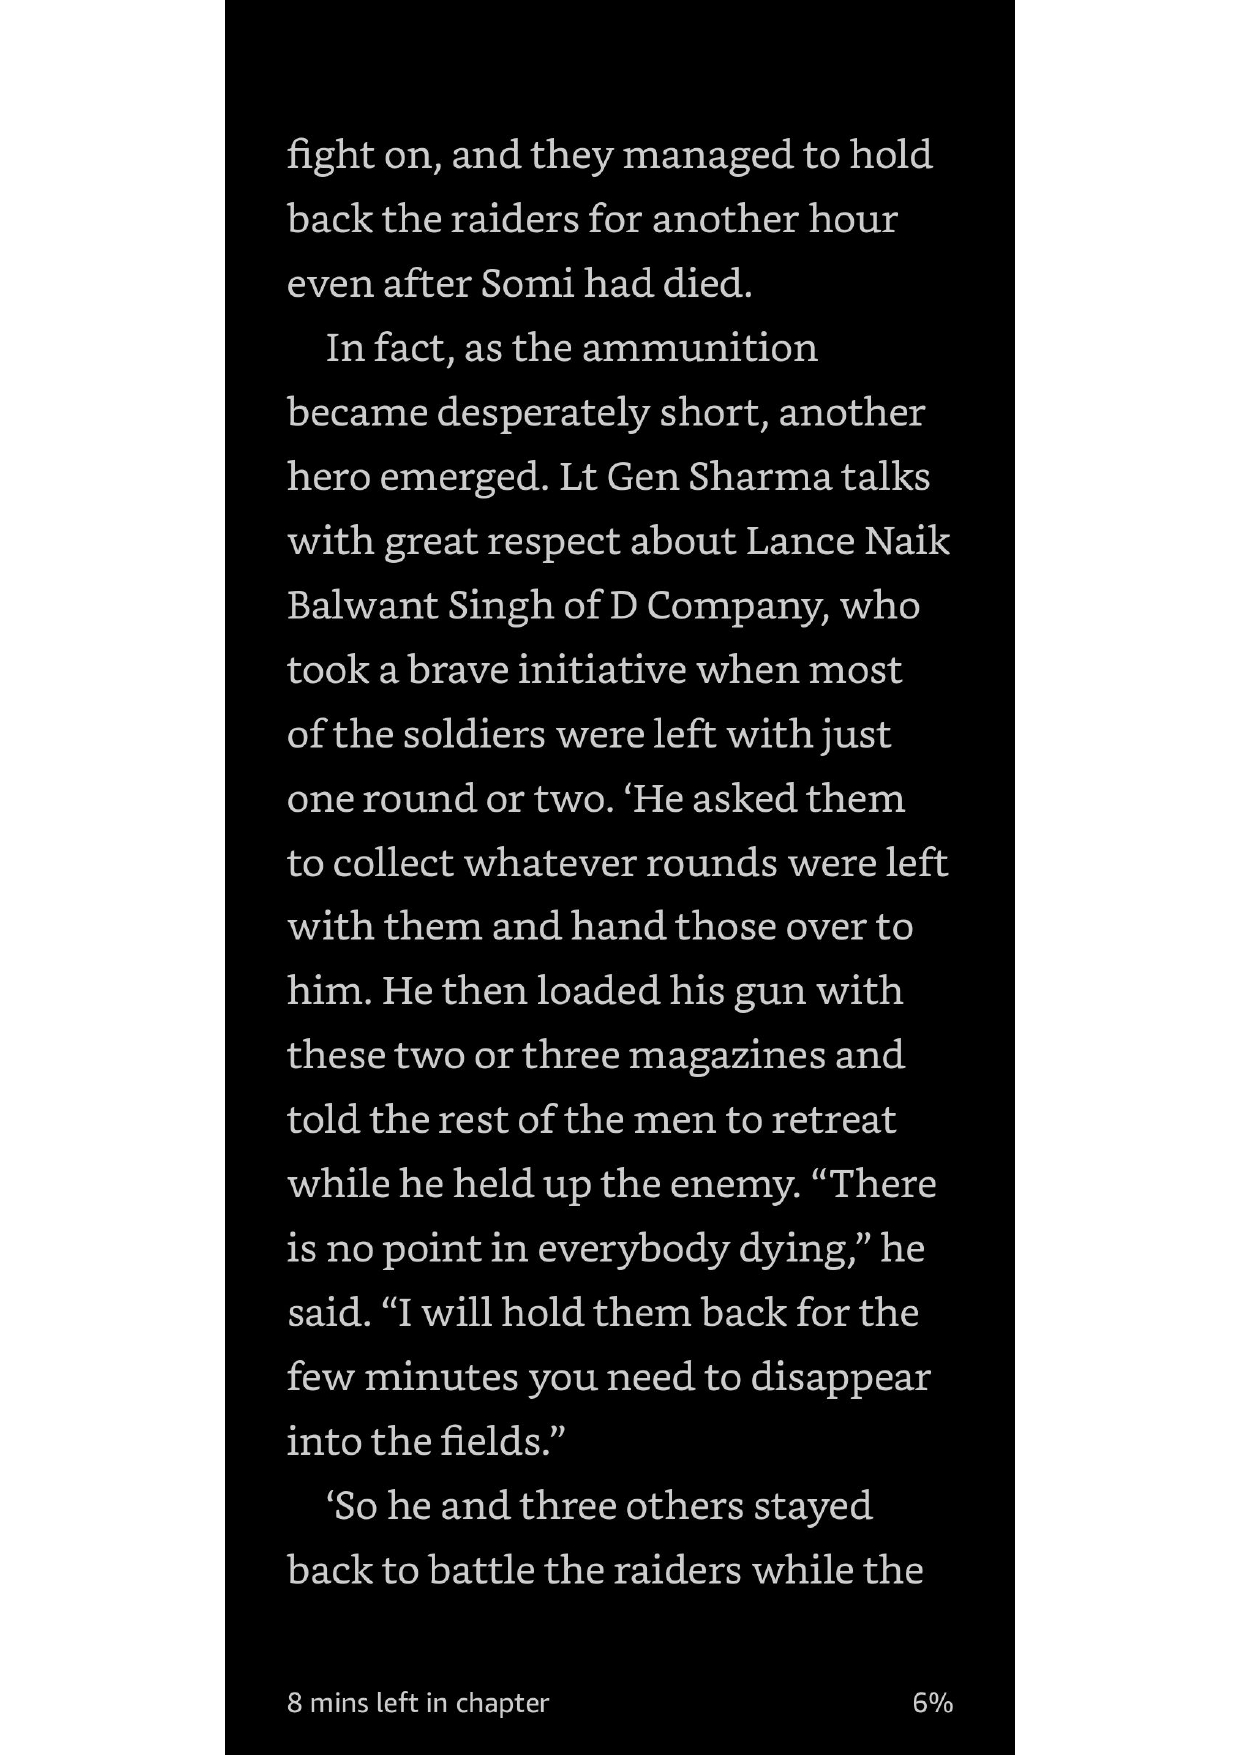 fight on, and they managed to hold
back the raiders for another hour
even after Somi had died.
In fact, as the ammunition
became desperately short, another
hero emerged. Lt Gen Sharma talks
with great respect about Lance Naik
Balwant Singh of D Company, who
took a brave initiative when most
of the soldiers were left with just
one round or two. ‘He asked them
to collect whatever rounds were left
with them and hand those over to
him. He then loaded his gun with
these two or three magazines and
told the rest of the men to retreat
while he held up the enemy. “There
is no point in everybody dying,” he
said. “I will hold them back for the
few minutes you need to disappear
into the fields.”
‘So he and three others stayed
back to battle the raiders while the
8 mins left in chapter 6%